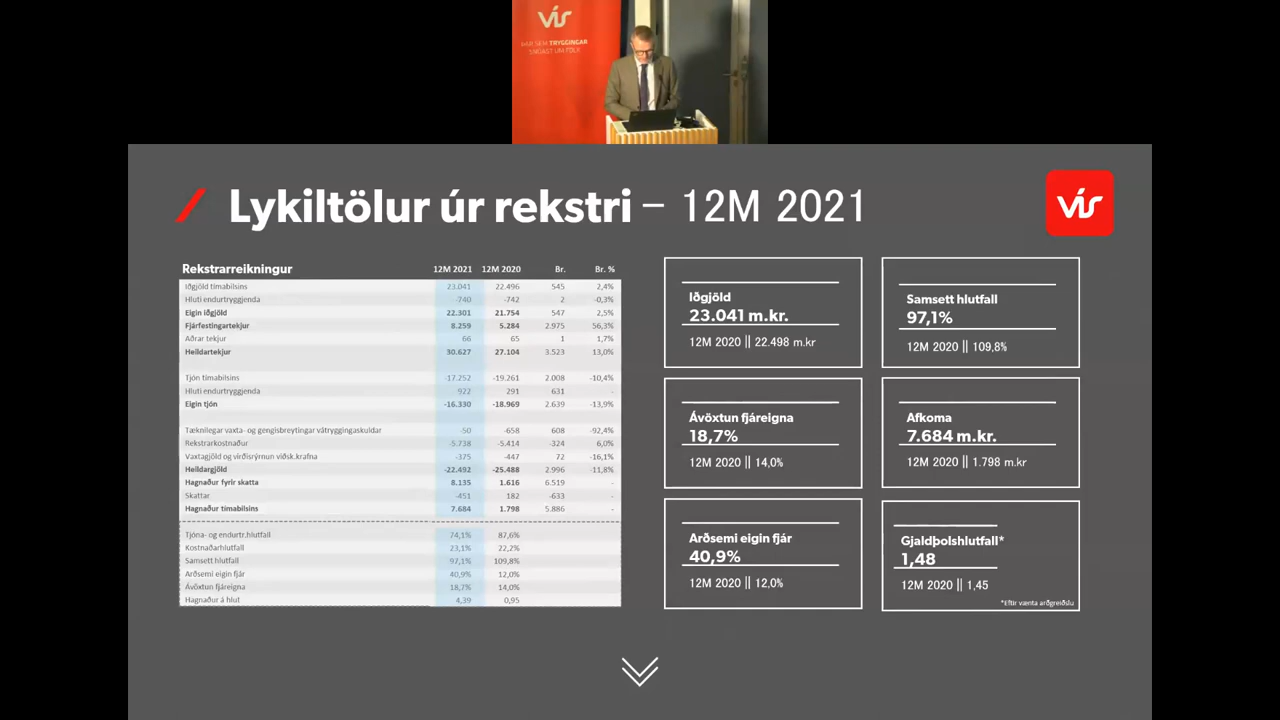 vís
ÞAR SEM TRYGGINGAR
SNÚAST UM FÓLK
Lykiltölur úr rekstri – 12M 2021
vís
Rekstrarreikningur 12M 2021 12M 2020 Br. Br. %
Iðgjöld tímabilsins 23.041 22.496 545 2,4%
Hluti endurtryggjenda -740 -742 2 -0,3%
Eigin iðgjöld 22.301 21.754 547 2,5%
Fjárfestingartekjur 8.259 5.284 2.975 56,3%
Aðrar tekjur 66 65 1 1,7%
Heildartekjur 30.627 27.104 3.523 13,0%
Tjón tímabilsins -17.252 -19.261 2.008 -10,4%
Hluti endurtryggjenda 922 291 631 -
Eigin tjón -16.330 -18.969 2.639 -13,9%
Tæknilegar vaxta- og gengisbreytingar vátryggingaskuldar -50 -658 608 -92,4%
Rekstrarkostnaður -5.738 -5.414 -324 6,0%
Vaxtagjöld og virðisrýrnun viðsk.krafna -375 -447 72 -16,1%
Heildargjöld -22.492 -25.488 2.996 -11,8%
Hagnaður fyrir skatta 8.135 1.616 6.519 -
Skattar -451 182 -633 -
Hagnaður tímabilsins 7.684 1.798 5.886 -
Tjóna- og endurtr.hlutfall 74,1% 87,6%
Kostnaðarhlutfall 23,1% 22,2%
Samsett hlutfall 97,1% 109,8%
Arðsemi eigin fjár 40,9% 12,0%
Ávöxtun fjáreigna 18,7% 14,0%
Hagnaður á hlut 4,39 0,95
Iðgjöld
23.041 m.kr.
12M 2020 || 22.498 m.kr
Samsett hlutfall
97,1%
12M 2020 || 109,8%
Ávöxtun fjáreigna
18,7%
12M 2020 || 14,0%
Afkoma
7.684 m.kr.
12M 2020 || 1.798 m.kr
Arðsemi eigin fjár
40,9%
12M 2020 || 12,0%
Gjaldþolshlutfall*
1,48
12M 2020 || 1,45
*Eftir vænta arðgreiðslu